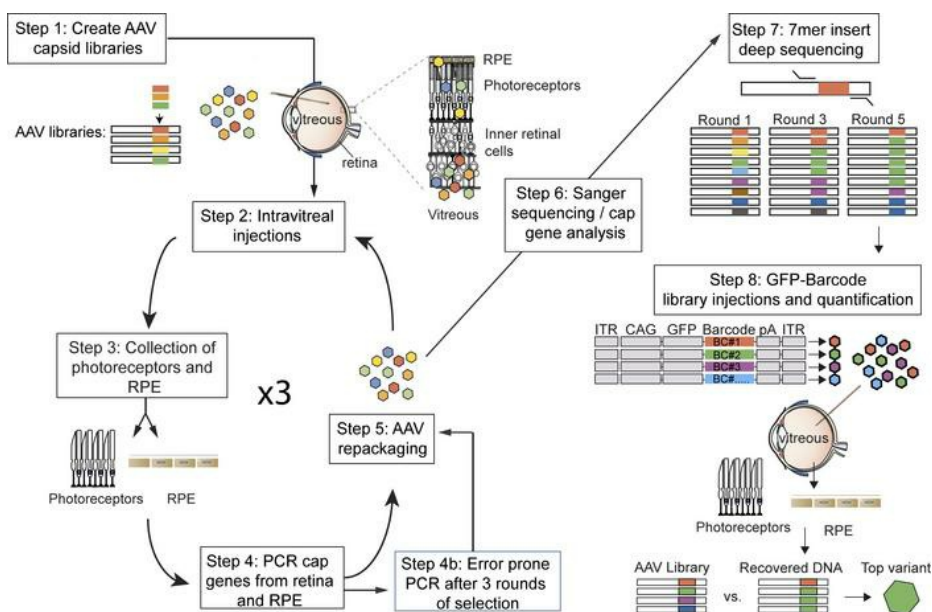 Step 1: Create AAV
capsid libraries
AAV libraries:
vitreous
retina
RPE
Photoreceptors
Inner retinal
cells
Vitreous
Step 2: Intravitreal
injections
Step 3: Collection of
photoreceptors and
RPE
x3
Photoreceptors
RPE
Step 4: PCR cap
genes from retina
and RPE
Step 4b: Error prone
PCR after 3 rounds
of selection
Step 5: AAV
repackaging
Step 6: Sanger
sequencing / cap
gene analysis
Step 7: 7mer insert
deep sequencing
Round 1
Round 3
Round 5
Step 8: GFP-Barcode
library injections and quantification
ITR CAG GFP Barcode pA ITR
BC#1
BC#2
BC#3
BC#.....
vitreous
Photoreceptors
RPE
AAV Library
vs.
Recovered DNA
Top variant